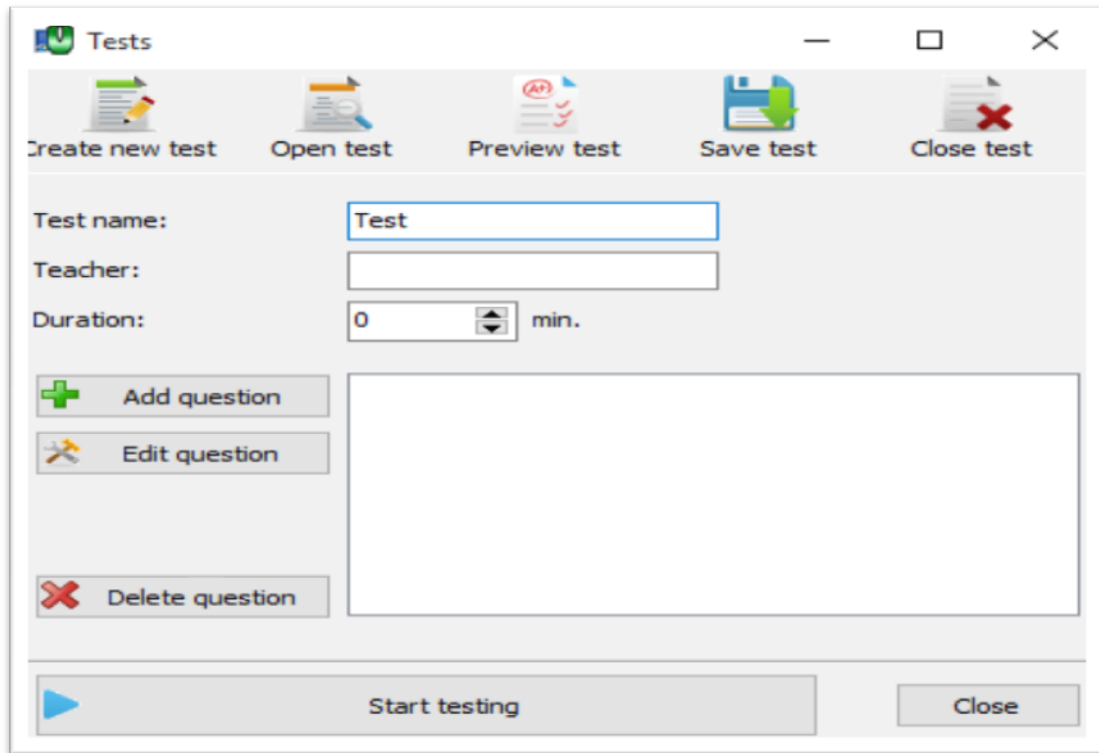 Tests
Create new test Open test Preview test Save test Close test
Test name: Test
Teacher:
Duration: 0 min.
Add question
Edit question
Delete question
Start testing Close